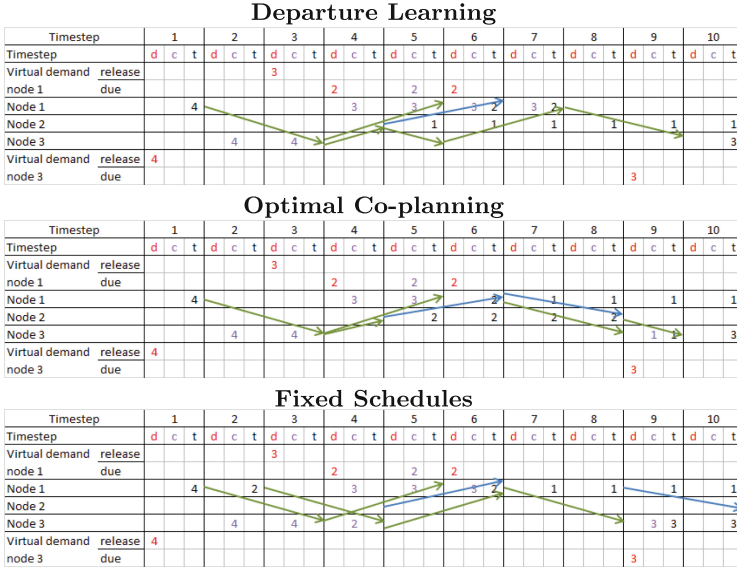 Departure Learning
Timestep 1 2 3 4 5 6 7 8 9 10
Timestep d c t d c t d c t d c t d c t d c t d c t d c t d c t d c t
Virtual demand release 3
node 1 due 2 2 2
Node 1 4 3 3 3 2 3 2
Node 2 1 1 1 1 1 1
Node 3 4 4 3
Virtual demand release 4
node 3 due 3
Optimal Co-planning
Timestep 1 2 3 4 5 6 7 8 9 10
Timestep d c t d c t d c t d c t d c t d c t d c t d c t d c t d c t
Virtual demand release 3
node 1 due 2 2 2
Node 1 4 3 3 2 1 1 1 1
Node 2 2 2 2 2
Node 3 4 4 1 1 3
Virtual demand release 4
node 3 due 3
Fixed Schedules
Timestep 1 2 3 4 5 6 7 8 9 10
Timestep d c t d c t d c t d c t d c t d c t d c t d c t d c t d c t
Virtual demand release 3
node 1 due 2 2 2
Node 1 4 2 3 3 3 2 1 1 1 1
Node 2
Node 3 4 4 2 3 3 3
Virtual demand release 4
node 3 due 3